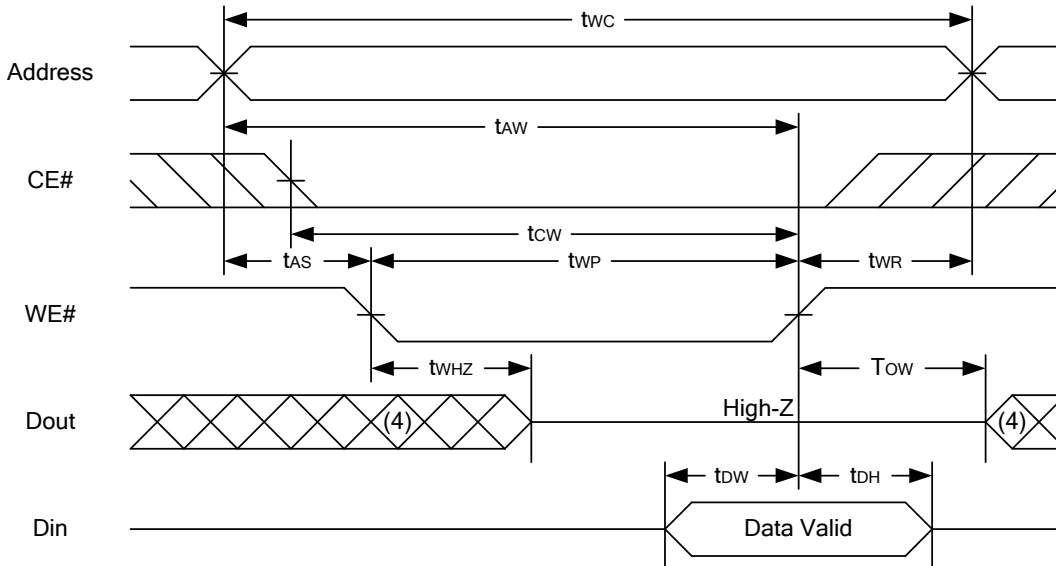 tWC
Address
tAW
CE#
tCW
tAS tWP tWR
WE#
tWHZ TOW
Dout (4) High-Z (4)
tDW tDH
Din Data Valid